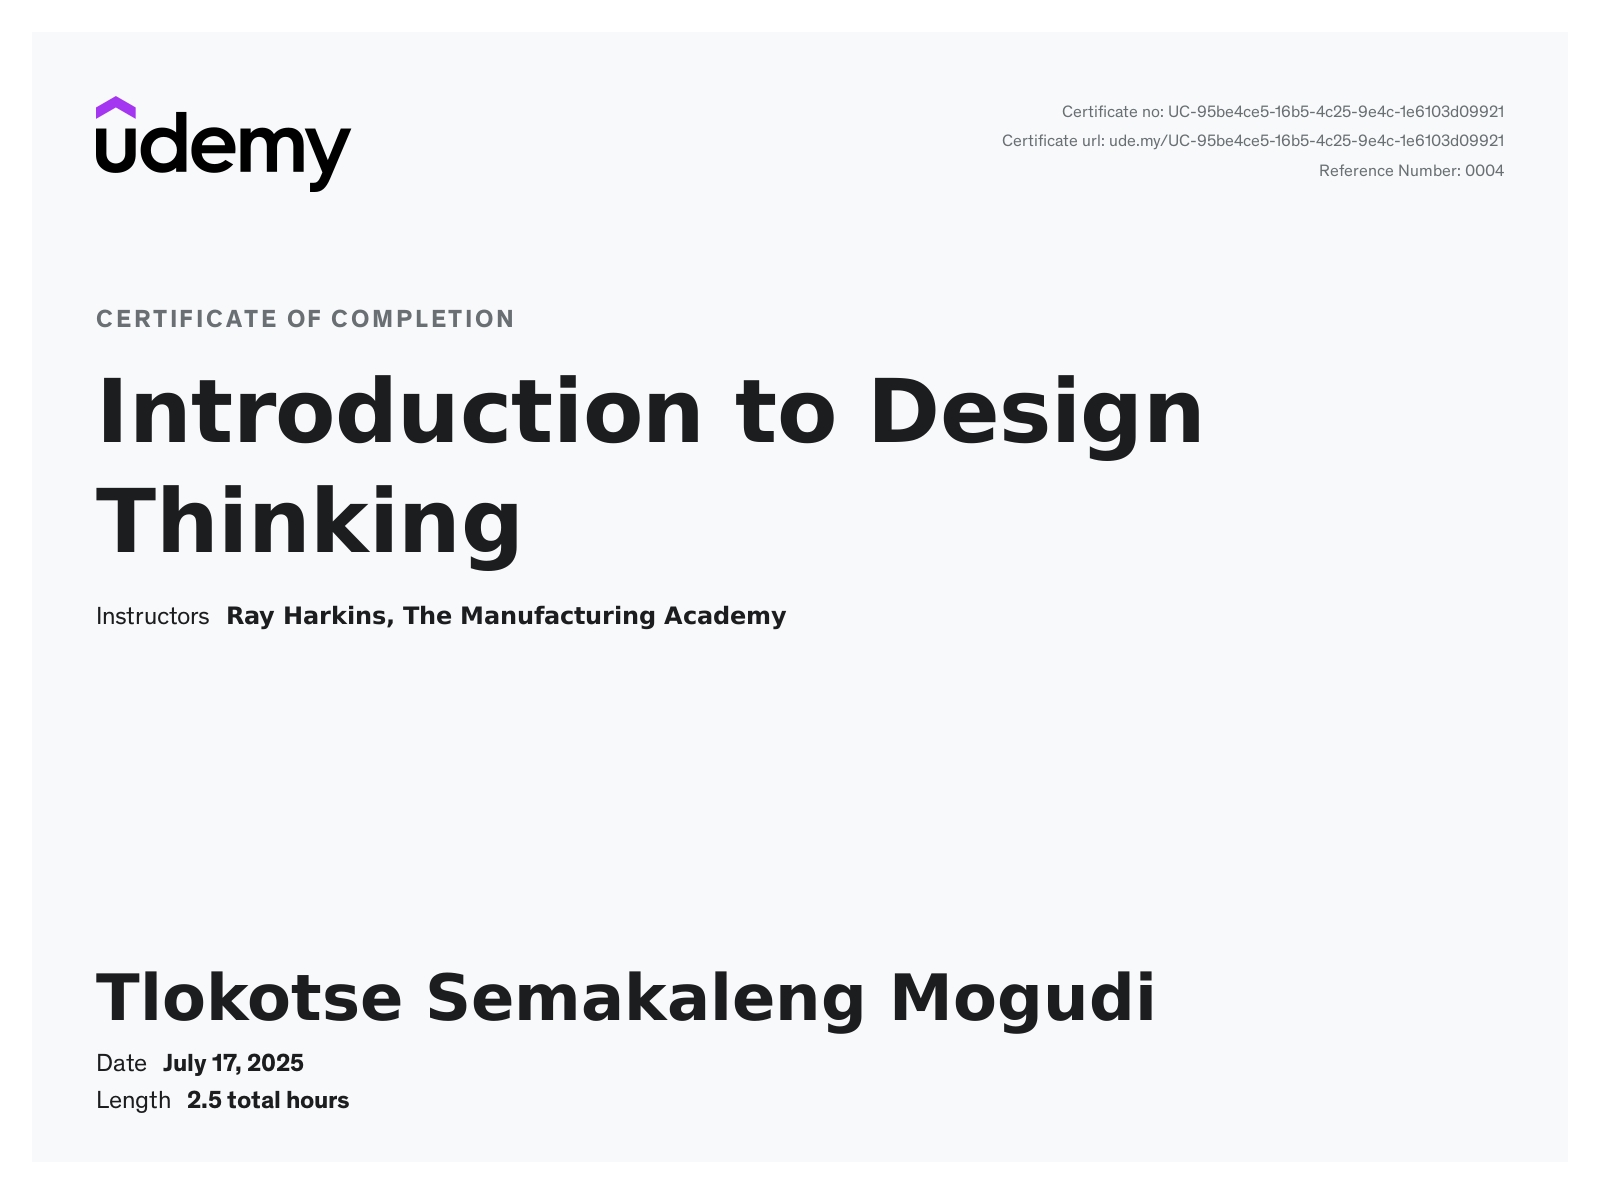 udemy
Certificate no: UC-95be4ce5-16b5-4c25-9e4c-1e6103d09921
Certificate url: ude.my/UC-95be4ce5-16b5-4c25-9e4c-1e6103d09921
Reference Number: 0004
CERTIFICATE OF COMPLETION
Introduction to Design
Thinking
Instructors Ray Harkins, The Manufacturing Academy
Tlokotse Semakaleng Mogudi
Date July 17, 2025
Length 2.5 total hours